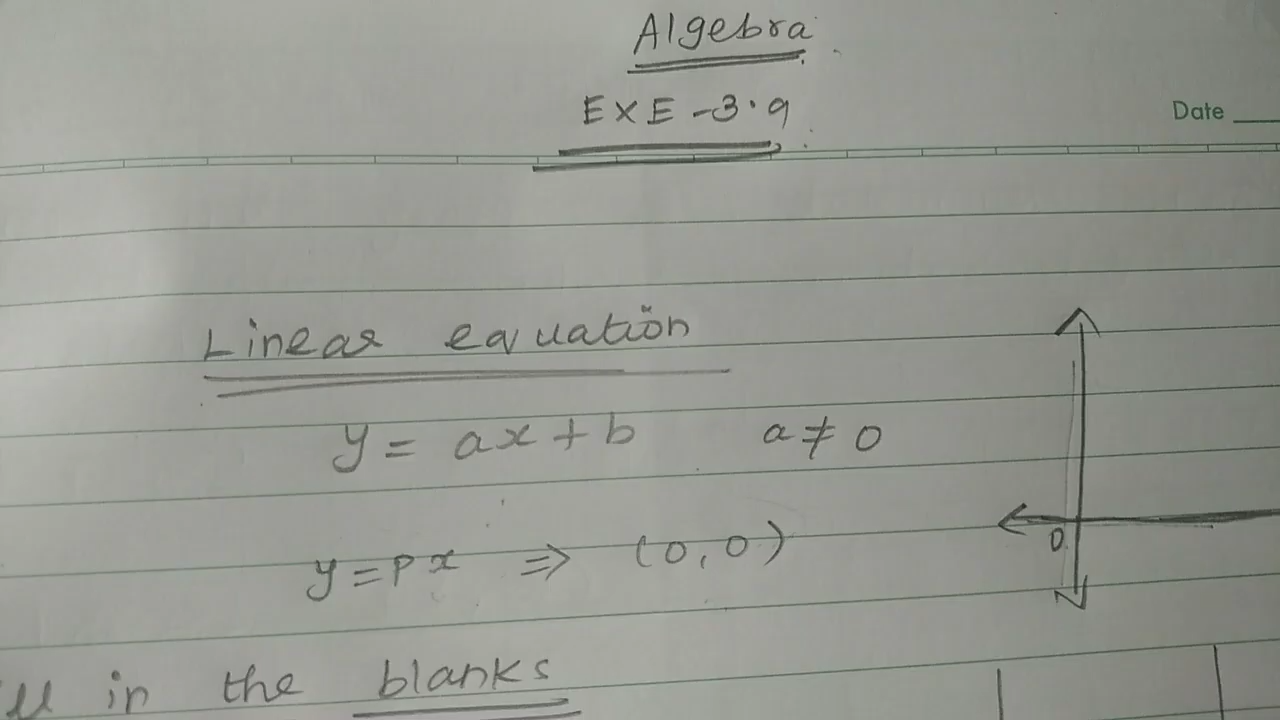 Algebra
EXE-3.9
Date
Linear equation
y = ax + b a ≠ 0
y = px ⇒ (0,0)
0
in the blanks